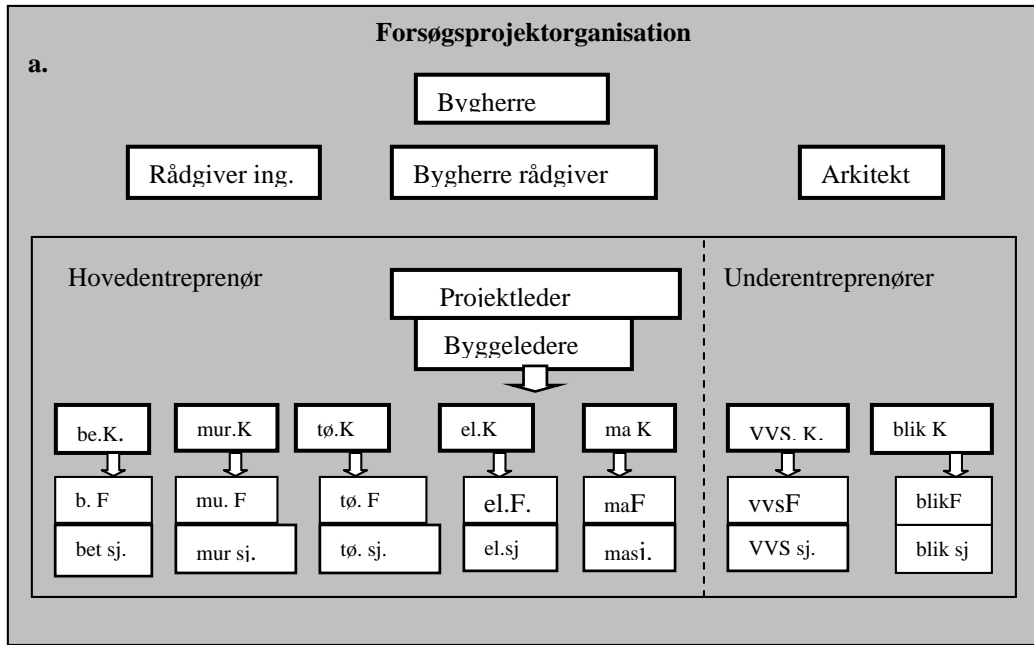 Forsøgsprojektorganisation
a.
Bygherre
Rådgiver ing.
Bygherre rådgiver
Arkitekt
Hovedentreprenør
Underentreprenører
Projektleder
Byggeledere
be.K.
mur.K
tø.K
el.K
ma K
VVS. K.
blik K
b. F
mu. F
tø. F
el.F.
maF
vvsF
blikF
bet sj.
mur sj.
tø. sj.
el.sj
masj.
VVS sj.
blik sj